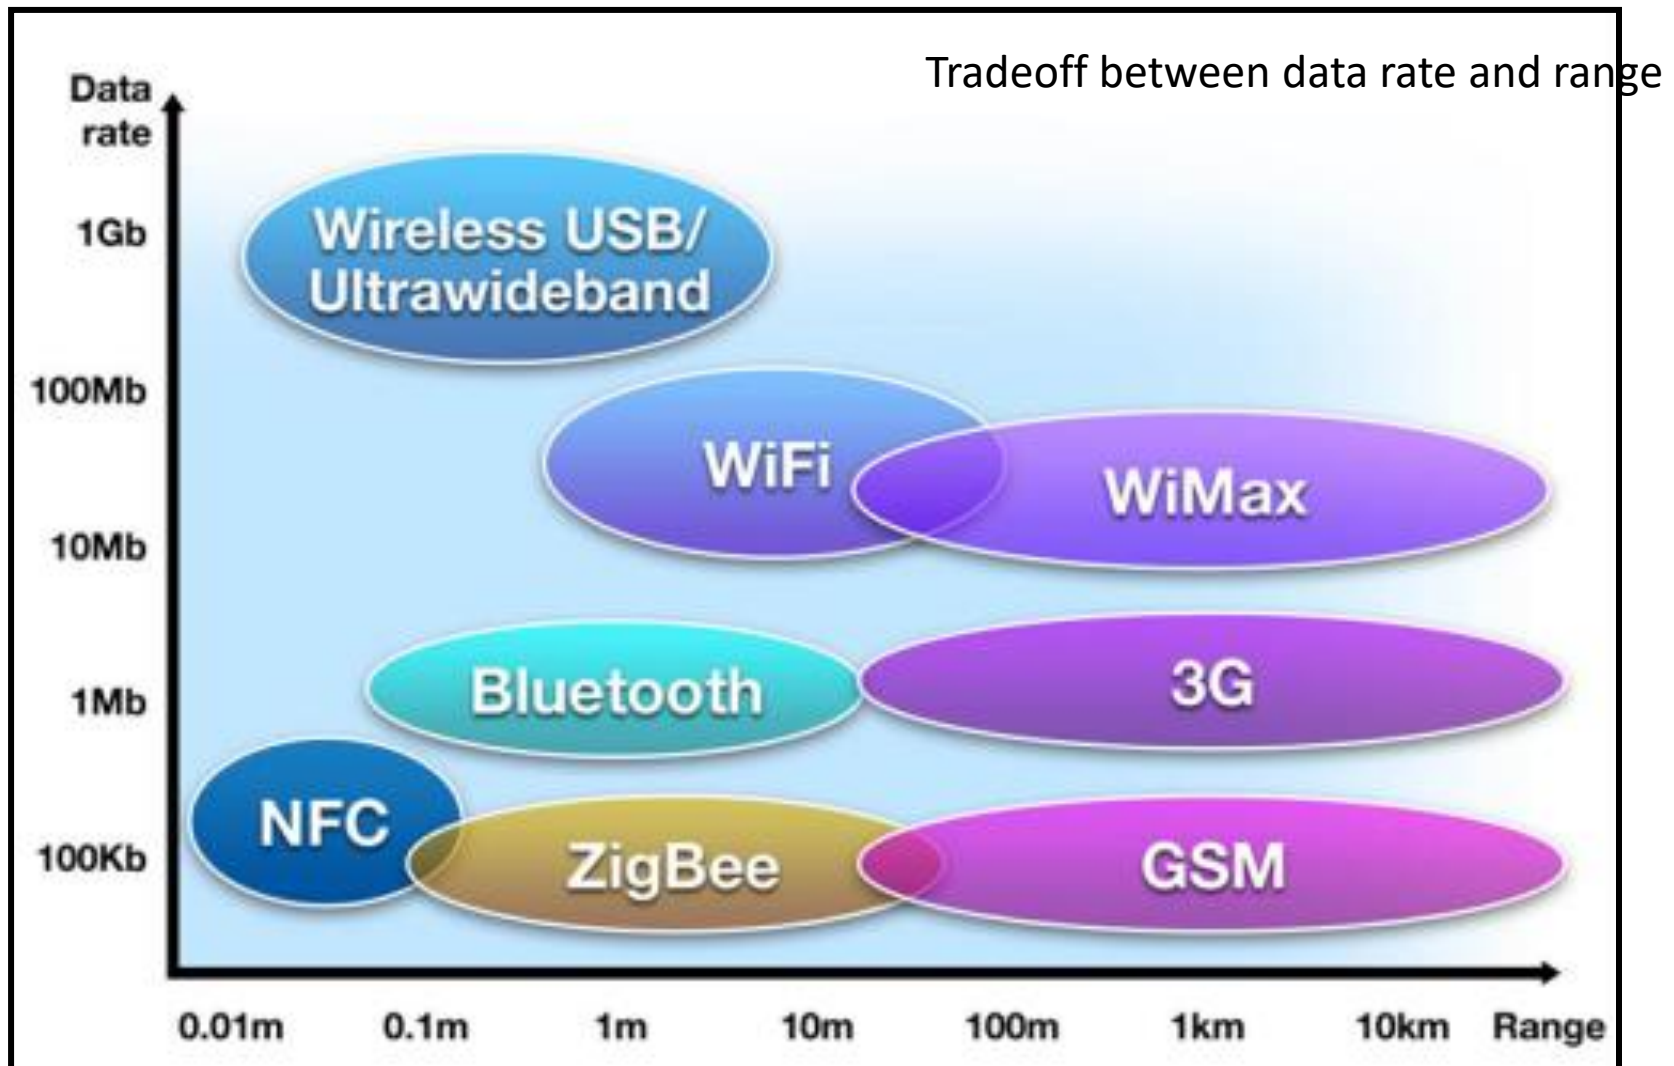 Tradeoff between data rate and range
Data
rate
1Gb
100Mb
10Mb
1Mb
100Kb
Wireless USB/
Ultrawideband
WiFi
WiMax
Bluetooth
3G
NFC
ZigBee
GSM
0.01m 0.1m 1m 10m 100m 1km 10km Range